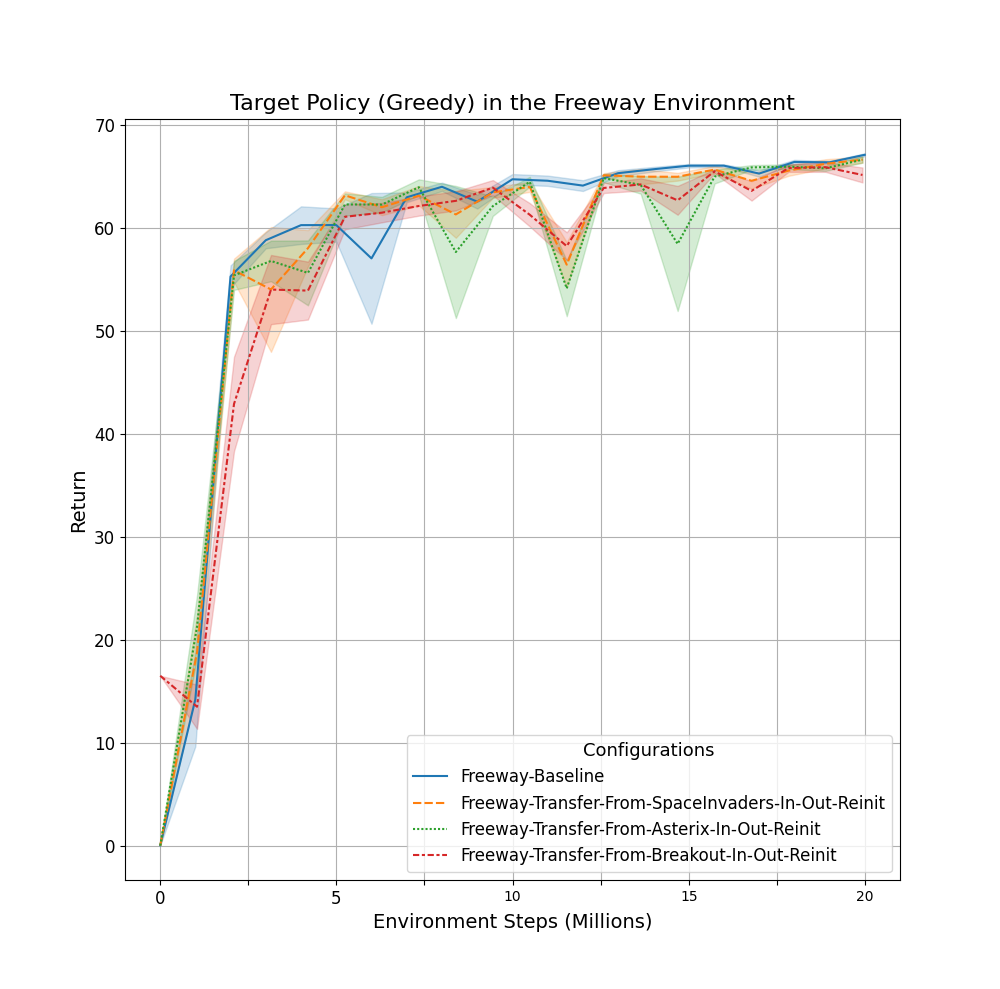 Target Policy (Greedy) in the Freeway Environment
Return
70
60
50
40
30
20
10
0
Configurations
Freeway-Baseline
Freeway-Transfer-From-SpaceInvaders-In-Out-Reinit
Freeway-Transfer-From-Asterix-In-Out-Reinit
Freeway-Transfer-From-Breakout-In-Out-Reinit
0 5 10 15 20
Environment Steps (Millions)